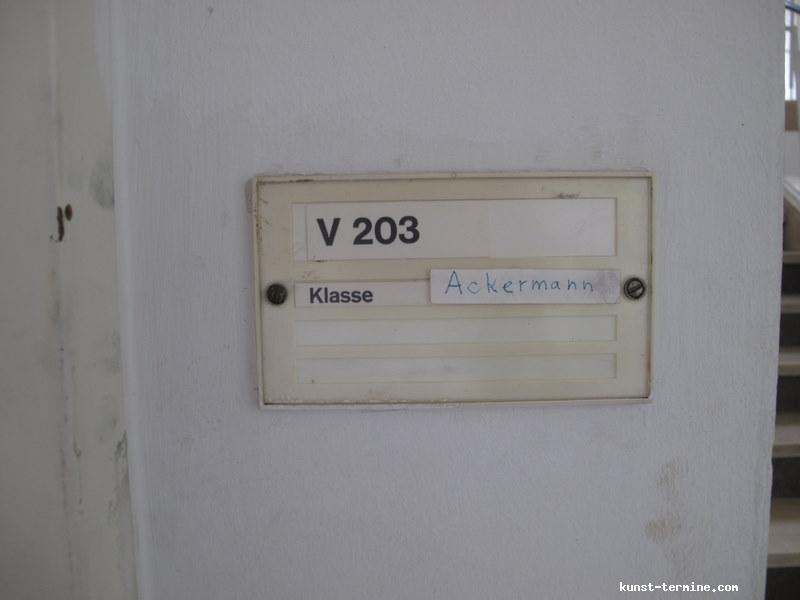 V 203
Klasse Ackermann
kunst-termine.com